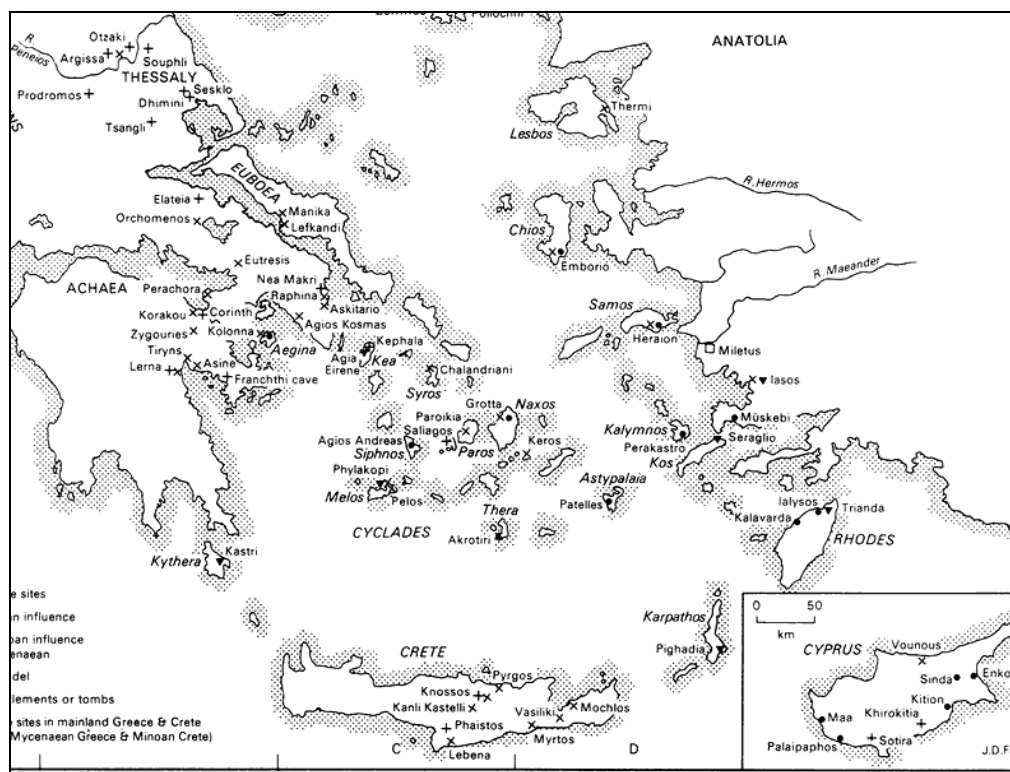 ANATOLIA
R.
Peneios
Otzaki
Argissa
Souphli
THESSALY
Prodromos
Sesklo
Dhimini
Tsangli
Thermi
Lesbos
EUBOEA
R. Hermos
Elateia
Manika
Orchomenos
Lefkandi
Chios
Eutresis
Emborio
R. Maeander
Nea Makri
ACHAEA
Perachora
Raphina
Askitario
Samos
Korakou
Corinth
Agios Kosmas
Zygouries
Kolonna
Heraion
Aegina
Kephala
Miletus
Tiryns
Agia
Eirene
Kea
Lerna
Asine
Chalandriani
Franchthi cave
Iasos
Syros
Grotta
Naxos
Paroikia
Müskebi
Saliagos
Kalymnos
Seraglio
Agios Andreas
Siphnos
Paros
Keros
Perakastro
Kos
Phylakopi
Astypalaia
Melos
Pelos
Ialysos
Trianda
Thera
Patelles
Kalavarda
CYCLADES
Akrotiri
RHODES
Kastri
Kythera
e sites
0 50
km
Karpathos
CYPRUS
Vounous
Pighadia
CRETE
Pyrgos
Sinda
Enko
Knossos
Kition
Kanli Kastelli
Vasiliki
Mochlos
Maa
Khirokitia
Phaistos
Myrtos
Palaipaphos
Sotira
Lebena
C
D
J.D.F
n influence
oan influence
enaean
del
lements or tombs
sites in mainland Greece & Crete
Mycenaean Greece & Minoan Crete)